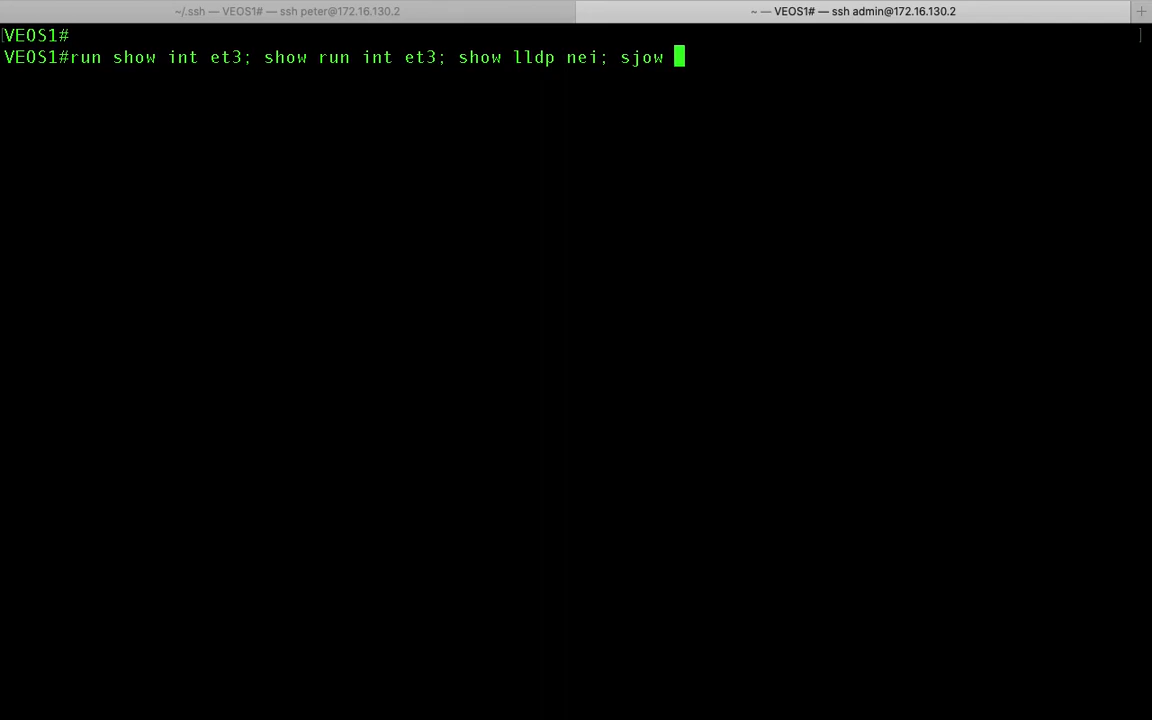 ~/.ssh — VEOS1# — ssh peter@172.16.130.2
~ — VEOS1# — ssh admin@172.16.130.2
+
[VEOS1# ]
VEOS1#run show int et3; show run int et3; show lldp nei; sjow